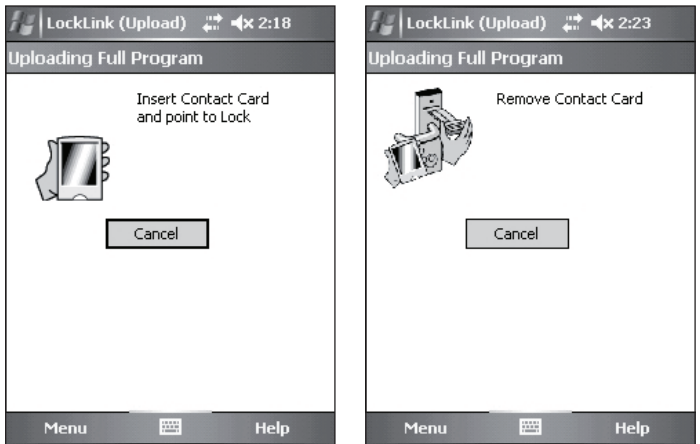 LockLink (Upload) 2:18
Uploading Full Program
Insert Contact Card
and point to Lock
Cancel
Menu Help
LockLink (Upload) 2:23
Uploading Full Program
Remove Contact Card
Cancel
Menu Help